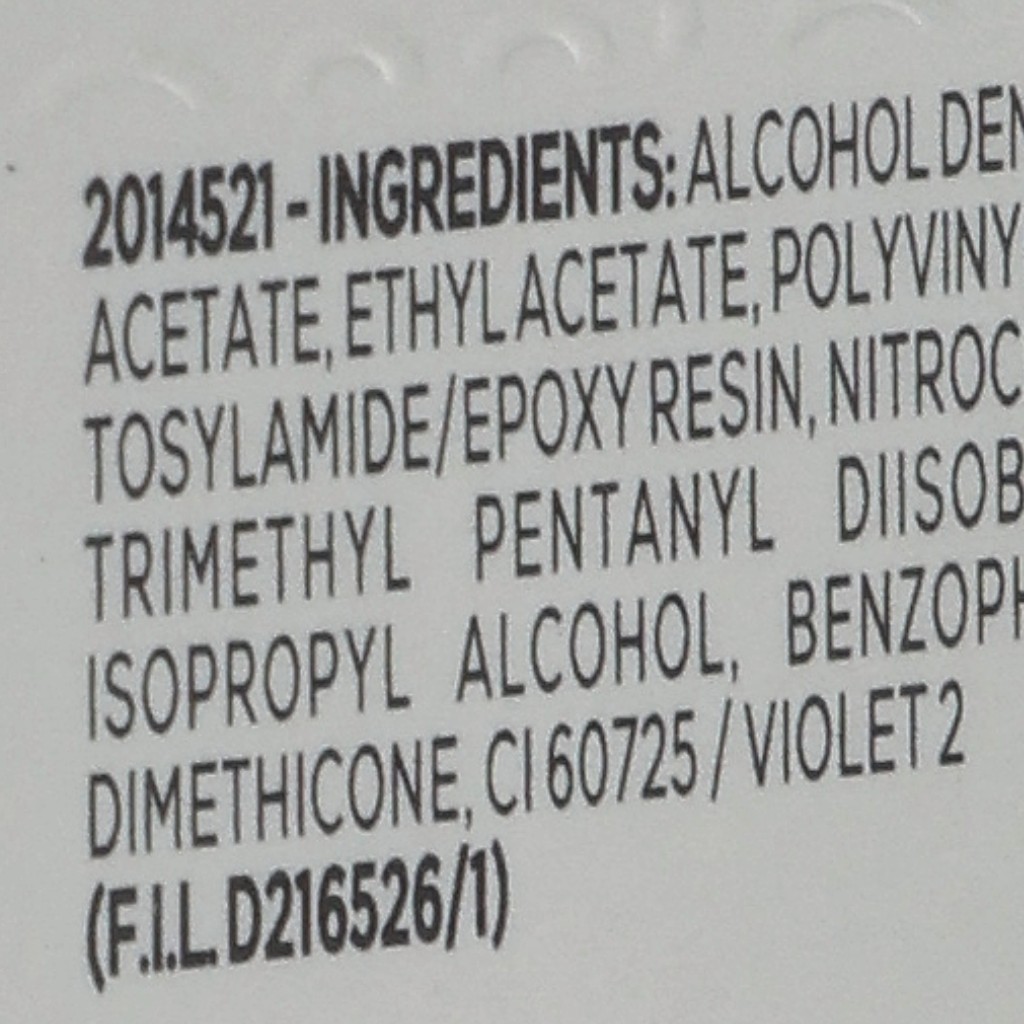 2014521 - INGREDIENTS: ALCOHOL DEN
ACETATE, ETHYL ACETATE, POLYVINY
TOSYLAMIDE/EPOXY RESIN, NITROC
TRIMETHYL PENTANYL DIISOB
ISOPROPYL ALCOHOL, BENZOPH
DIMETHICONE, CI 60725 / VIOLET 2
(F.I.L. D216526/1)